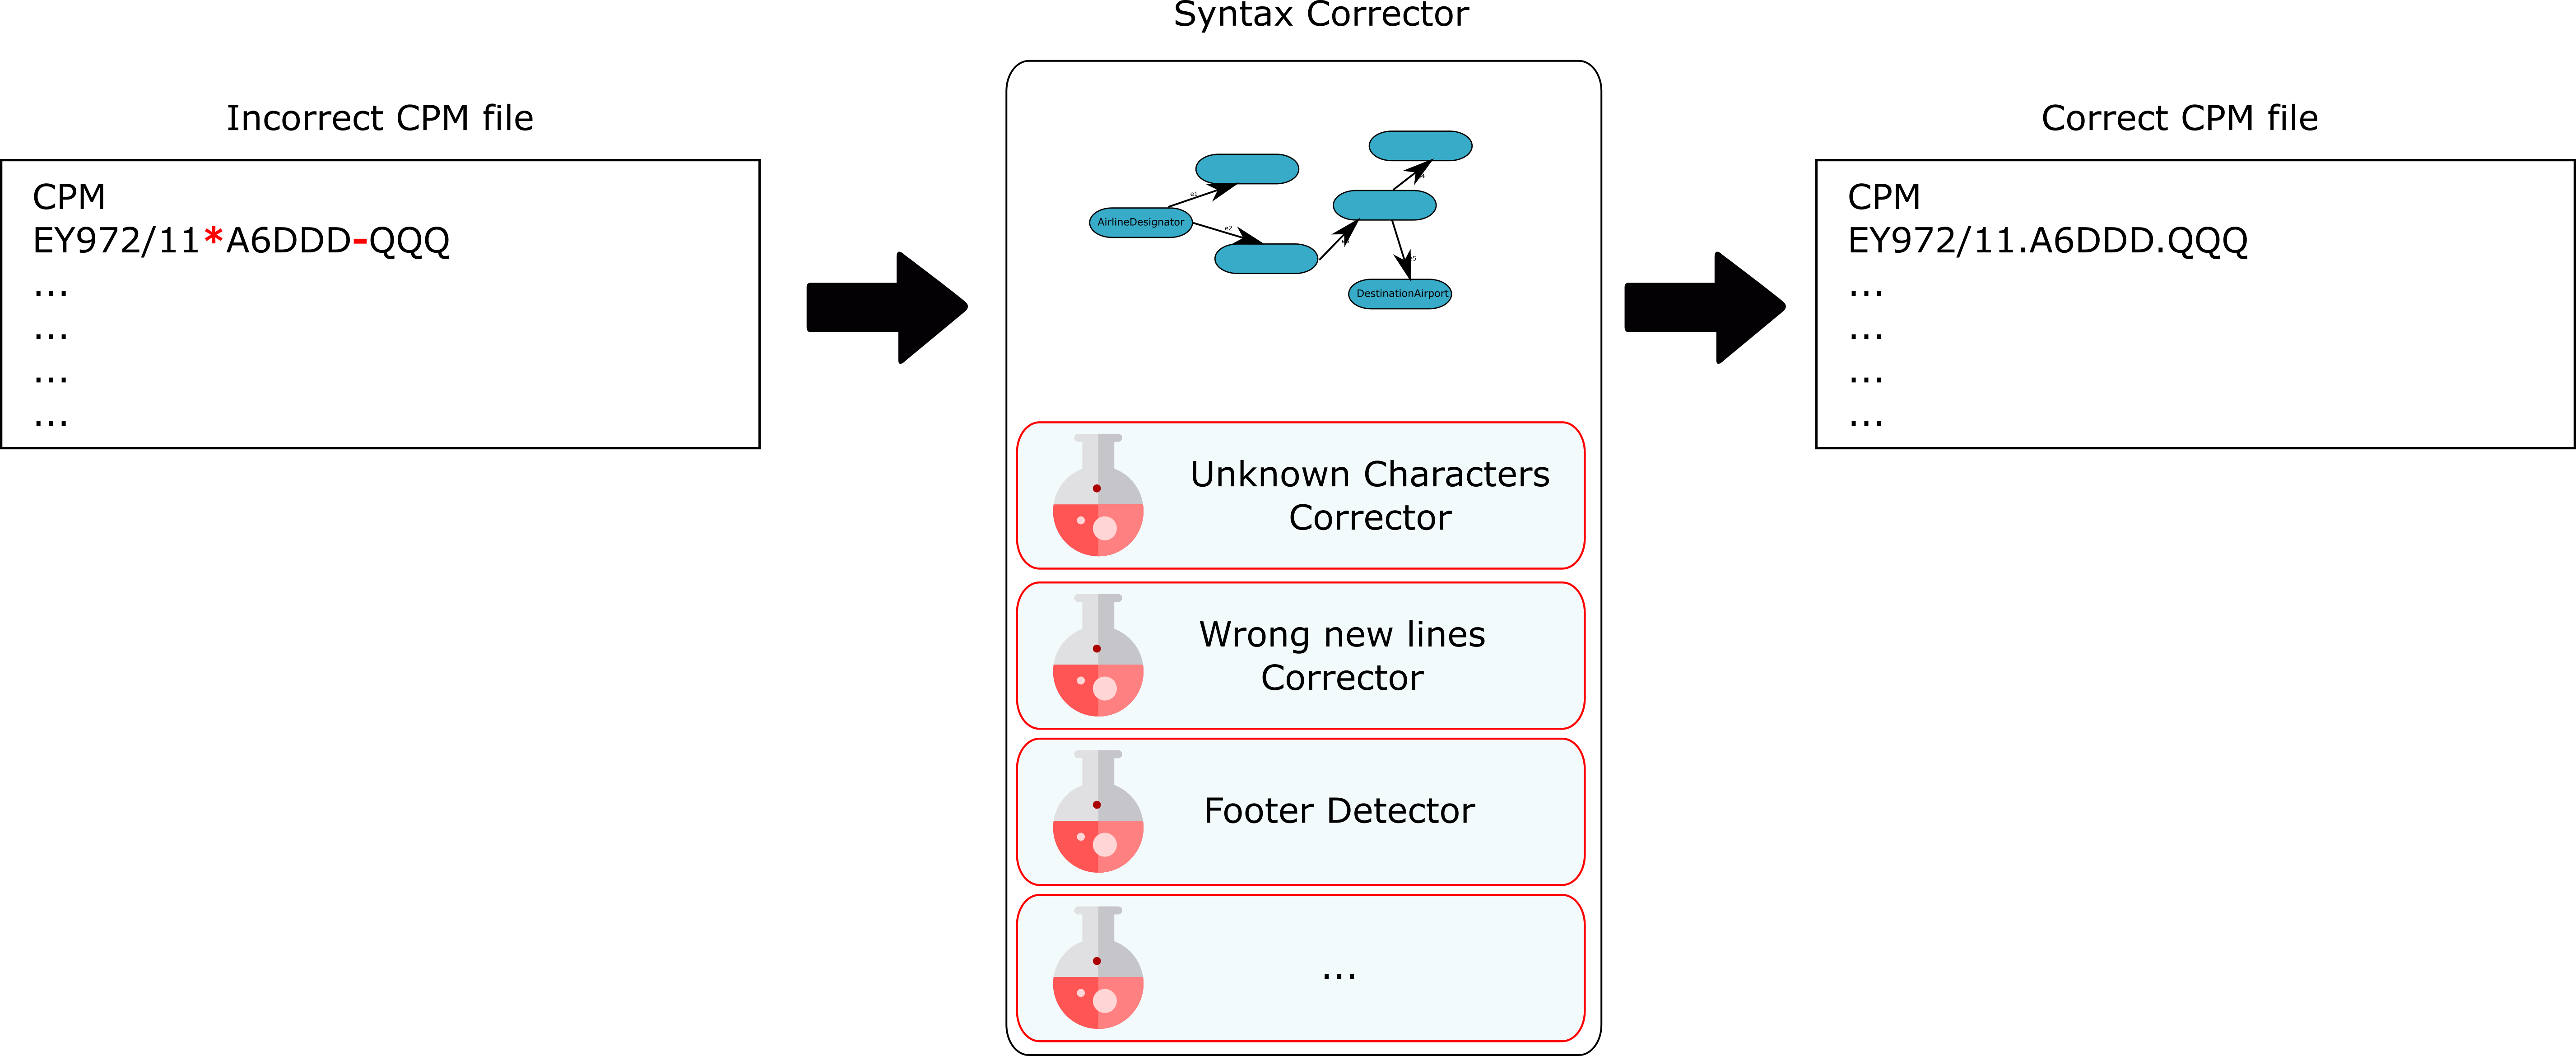 Syntax Corrector
Incorrect CPM file
CPM
EY972/11*A6DDD-QQQ
...
...
...
...
e1
AirlineDesignator
e2
e5
DestinationAirport
Unknown Characters
Corrector
Wrong new lines
Corrector
Footer Detector
...
Correct CPM file
CPM
EY972/11.A6DDD.QQQ
...
...
...
...